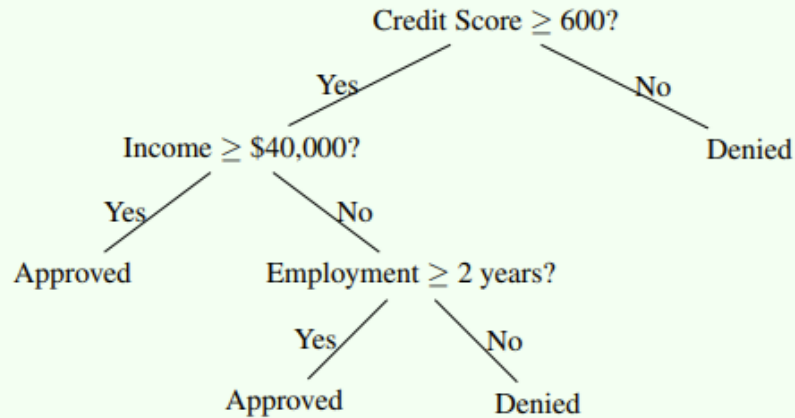 Credit Score ≥ 600?
Yes
No
Income ≥ $40,000?
Denied
Yes
No
Approved
Employment ≥ 2 years?
Yes
No
Approved
Denied